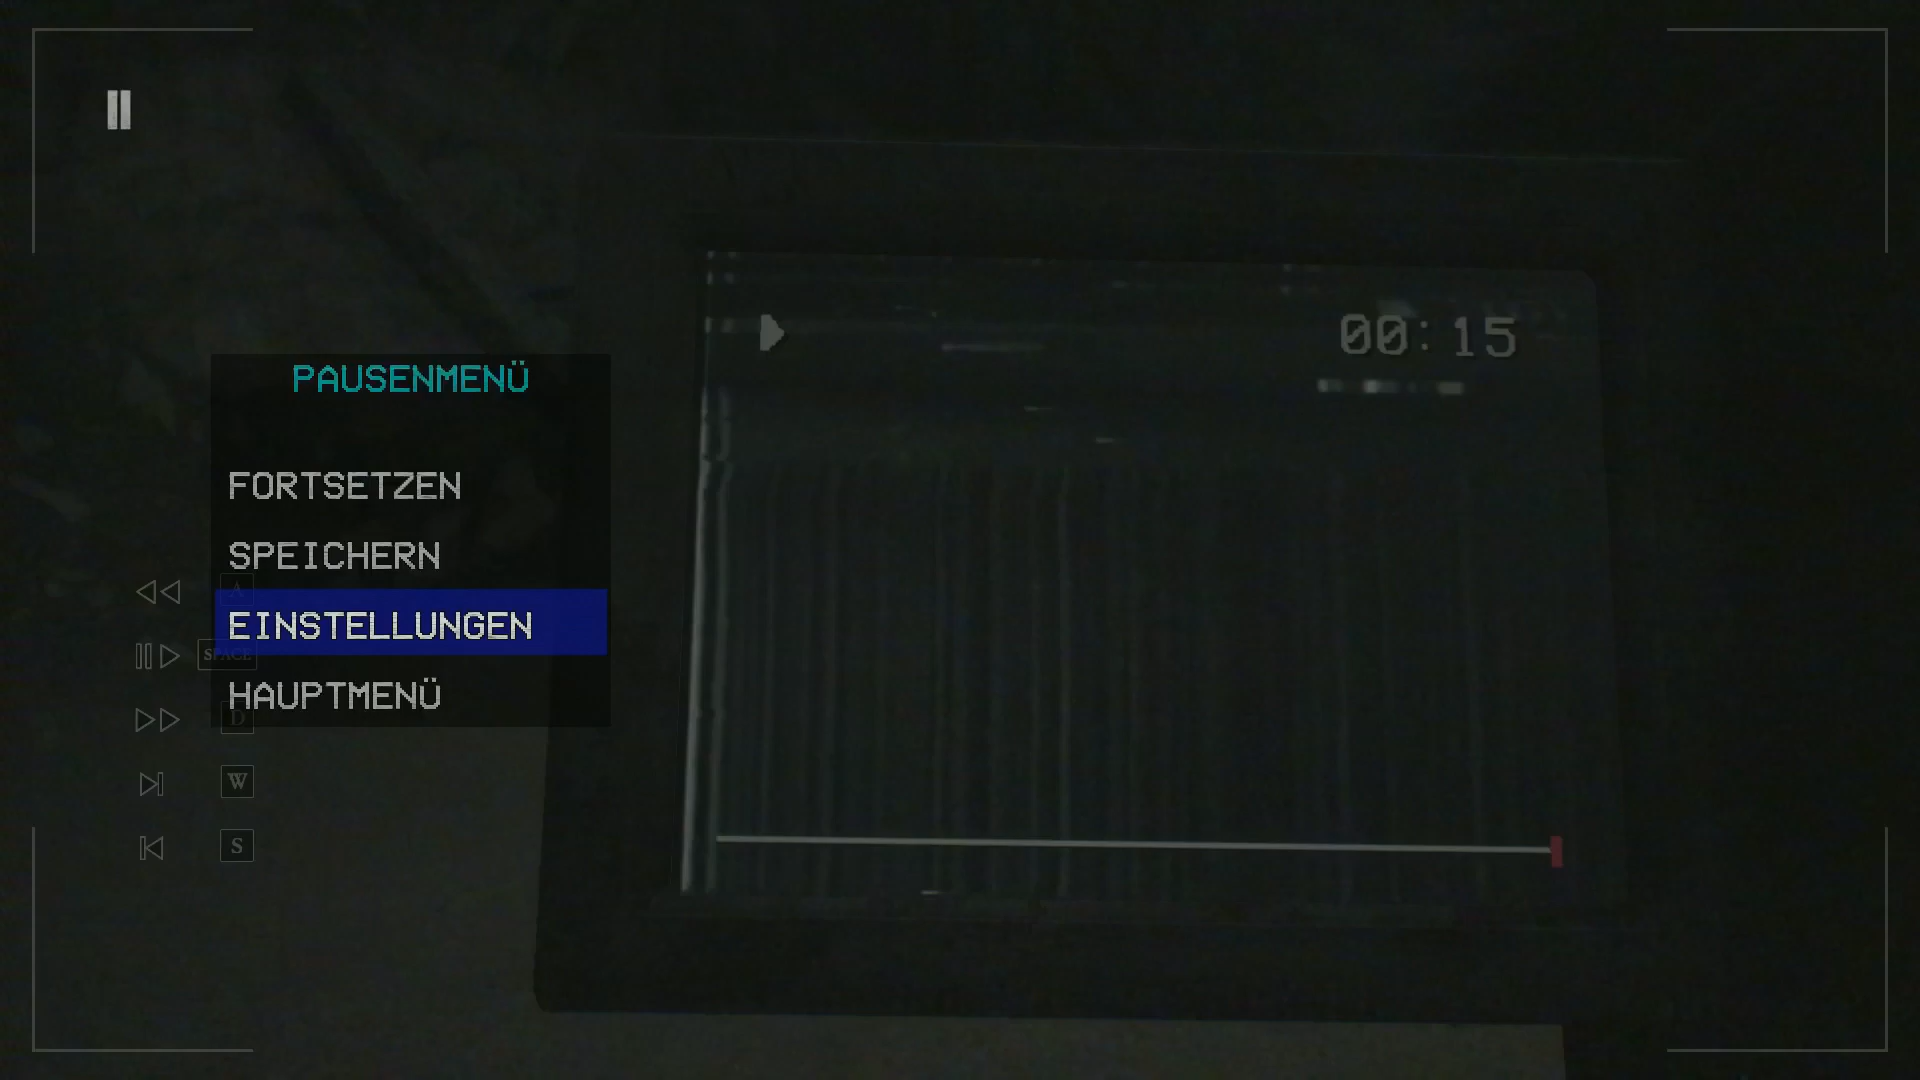 00:15
PAUSENMENÜ
FORTSETZEN
SPEICHERN
A
EINSTELLUNGEN
SPACE
HAUPTMENÜ
D
W
S